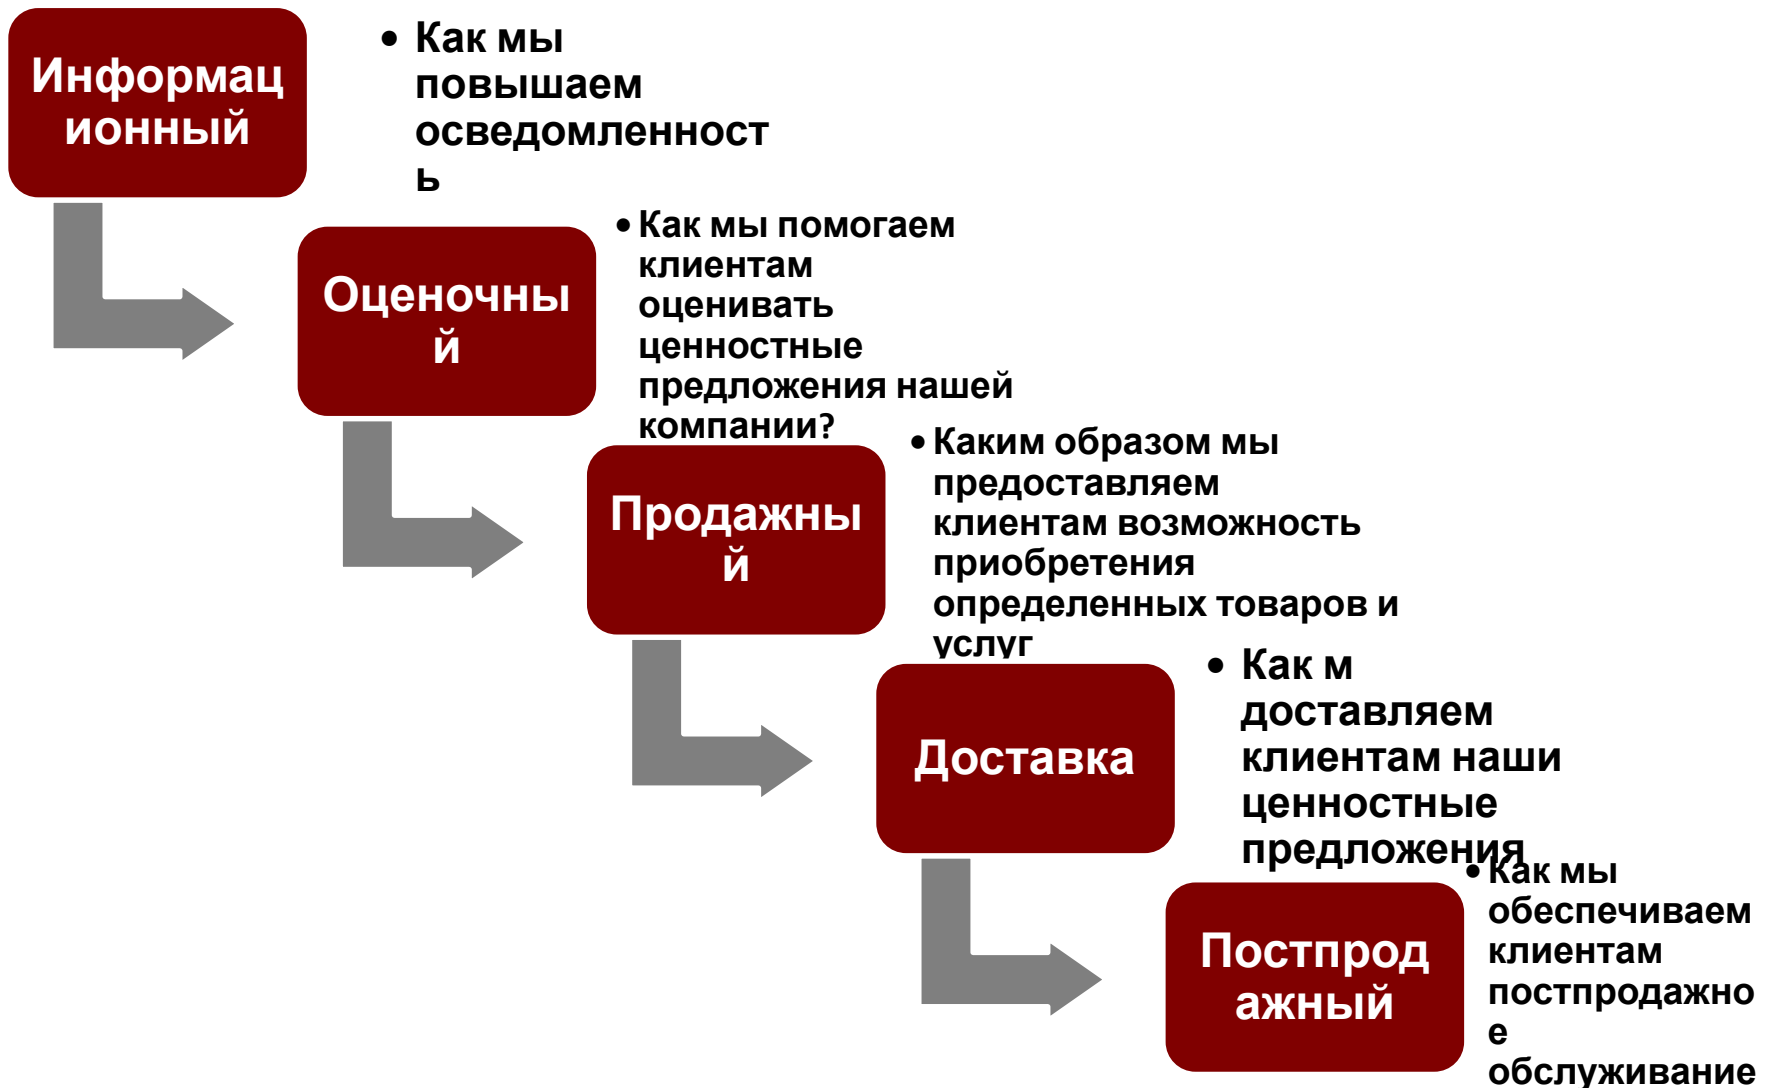 Информац
ионный
• Как мы
повышаем
осведомленност
ь
Оценочны
й
• Как мы помогаем
клиентам
оценивать
ценностные
предложения нашей
компании?
Продажны
й
• Каким образом мы
предоставляем
клиентам возможность
приобретения
определенных товаров и
услуг
Доставка
• Как м
доставляем
клиентам наши
ценностные
предложения
Постпрод
ажный
• Как мы
обеспечиваем
клиентам
постпродажно
е
обслуживание